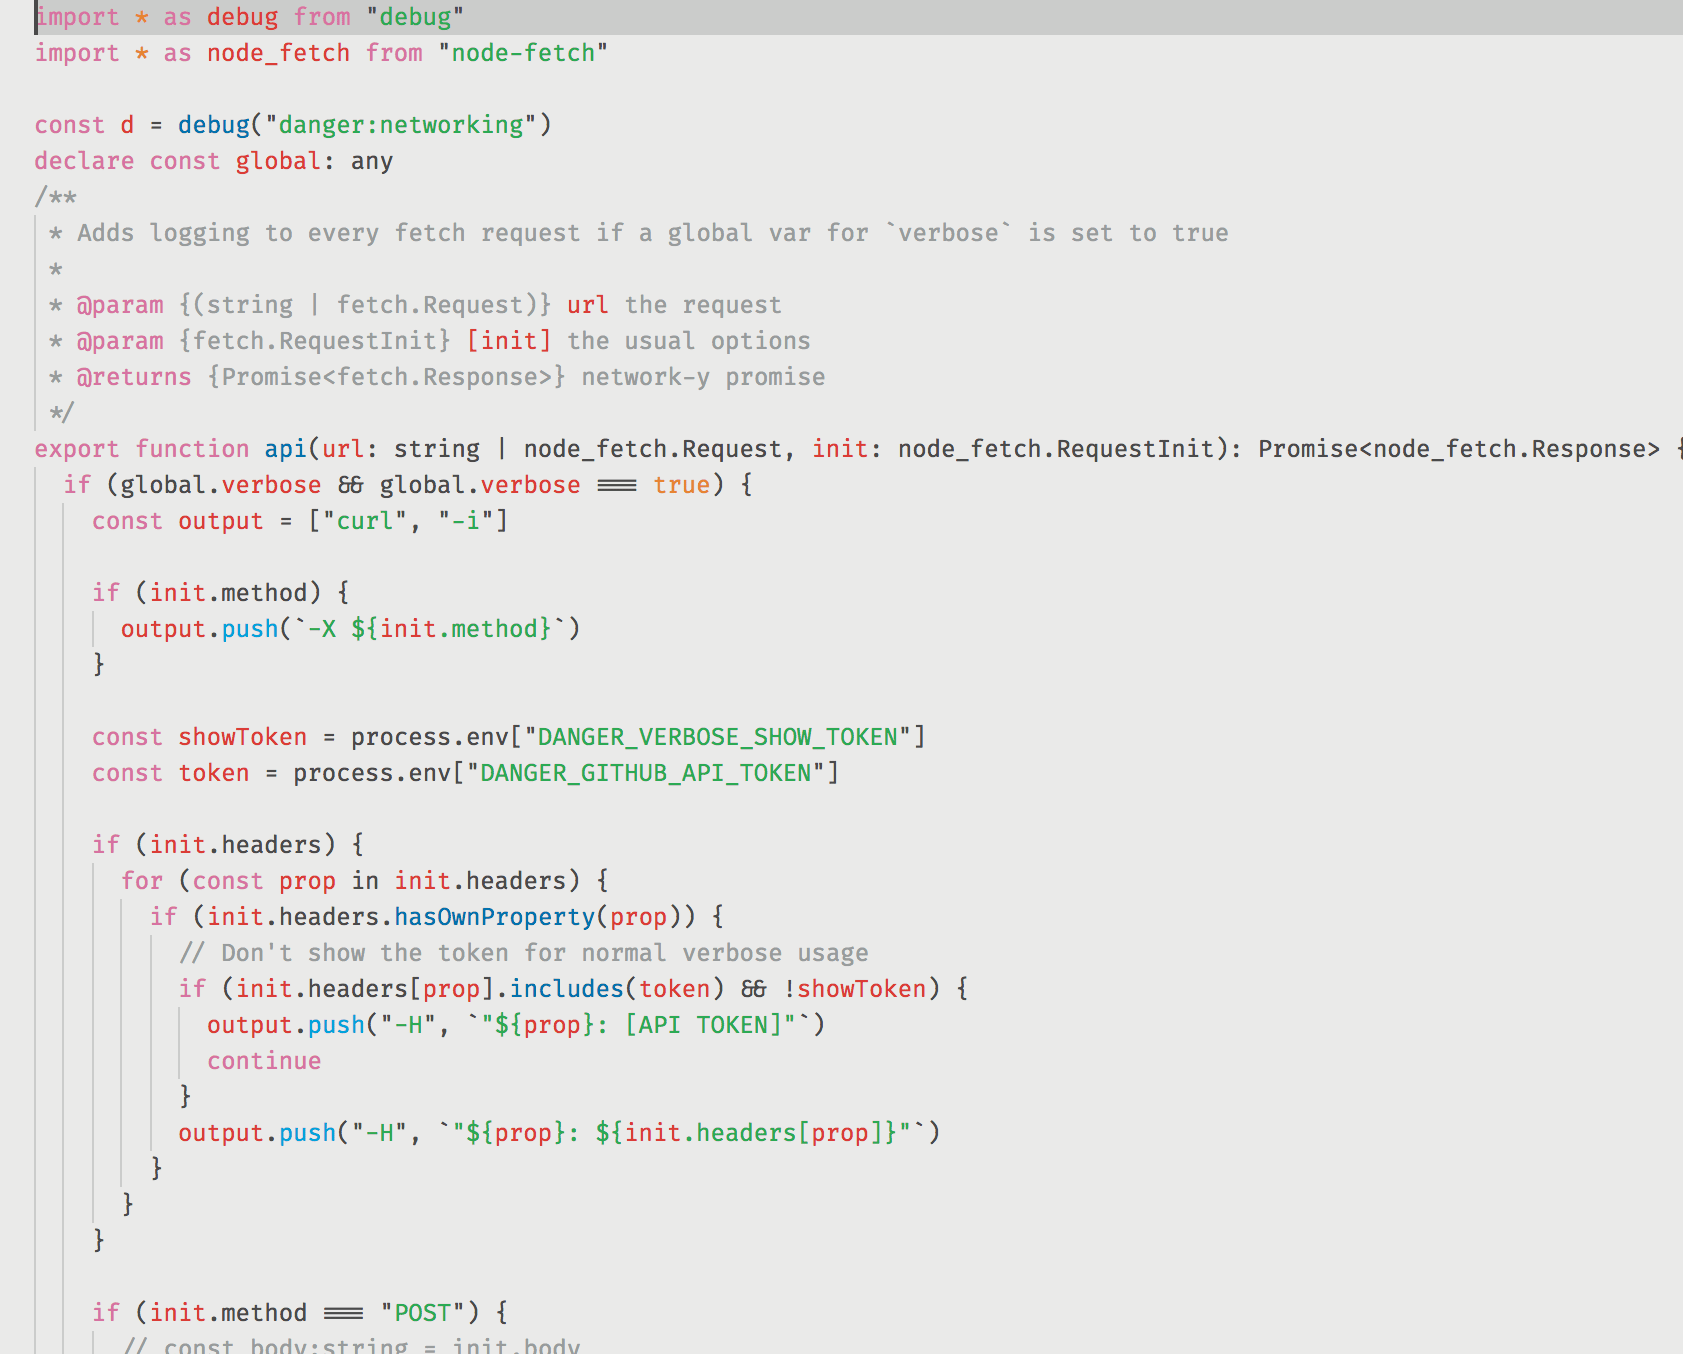 import * as debug from "debug"
import * as node_fetch from "node-fetch"

const d = debug("danger:networking")
declare const global: any
/**
 * Adds logging to every fetch request if a global var for `verbose` is set to true
 *
 * @param {(string | fetch.Request)} url the request
 * @param {fetch.RequestInit} [init] the usual options
 * @returns {Promise<fetch.Response>} network-y promise
 */
export function api(url: string | node_fetch.Request, init: node_fetch.RequestInit): Promise<node_fetch.Response> {
  if (global.verbose && global.verbose === true) {
    const output = ["curl", "-i"]

    if (init.method) {
      output.push(`-X ${init.method}`)
    }

    const showToken = process.env["DANGER_VERBOSE_SHOW_TOKEN"]
    const token = process.env["DANGER_GITHUB_API_TOKEN"]

    if (init.headers) {
      for (const prop in init.headers) {
        if (init.headers.hasOwnProperty(prop)) {
          // Don't show the token for normal verbose usage
          if (init.headers[prop].includes(token) && !showToken) {
            output.push("-H", `"${prop}: [API TOKEN]"`)
            continue
          }
          output.push("-H", `"${prop}: ${init.headers[prop]}"`)
        }
      }
    }

    if (init.method === "POST") {
      // const body:string = init.body